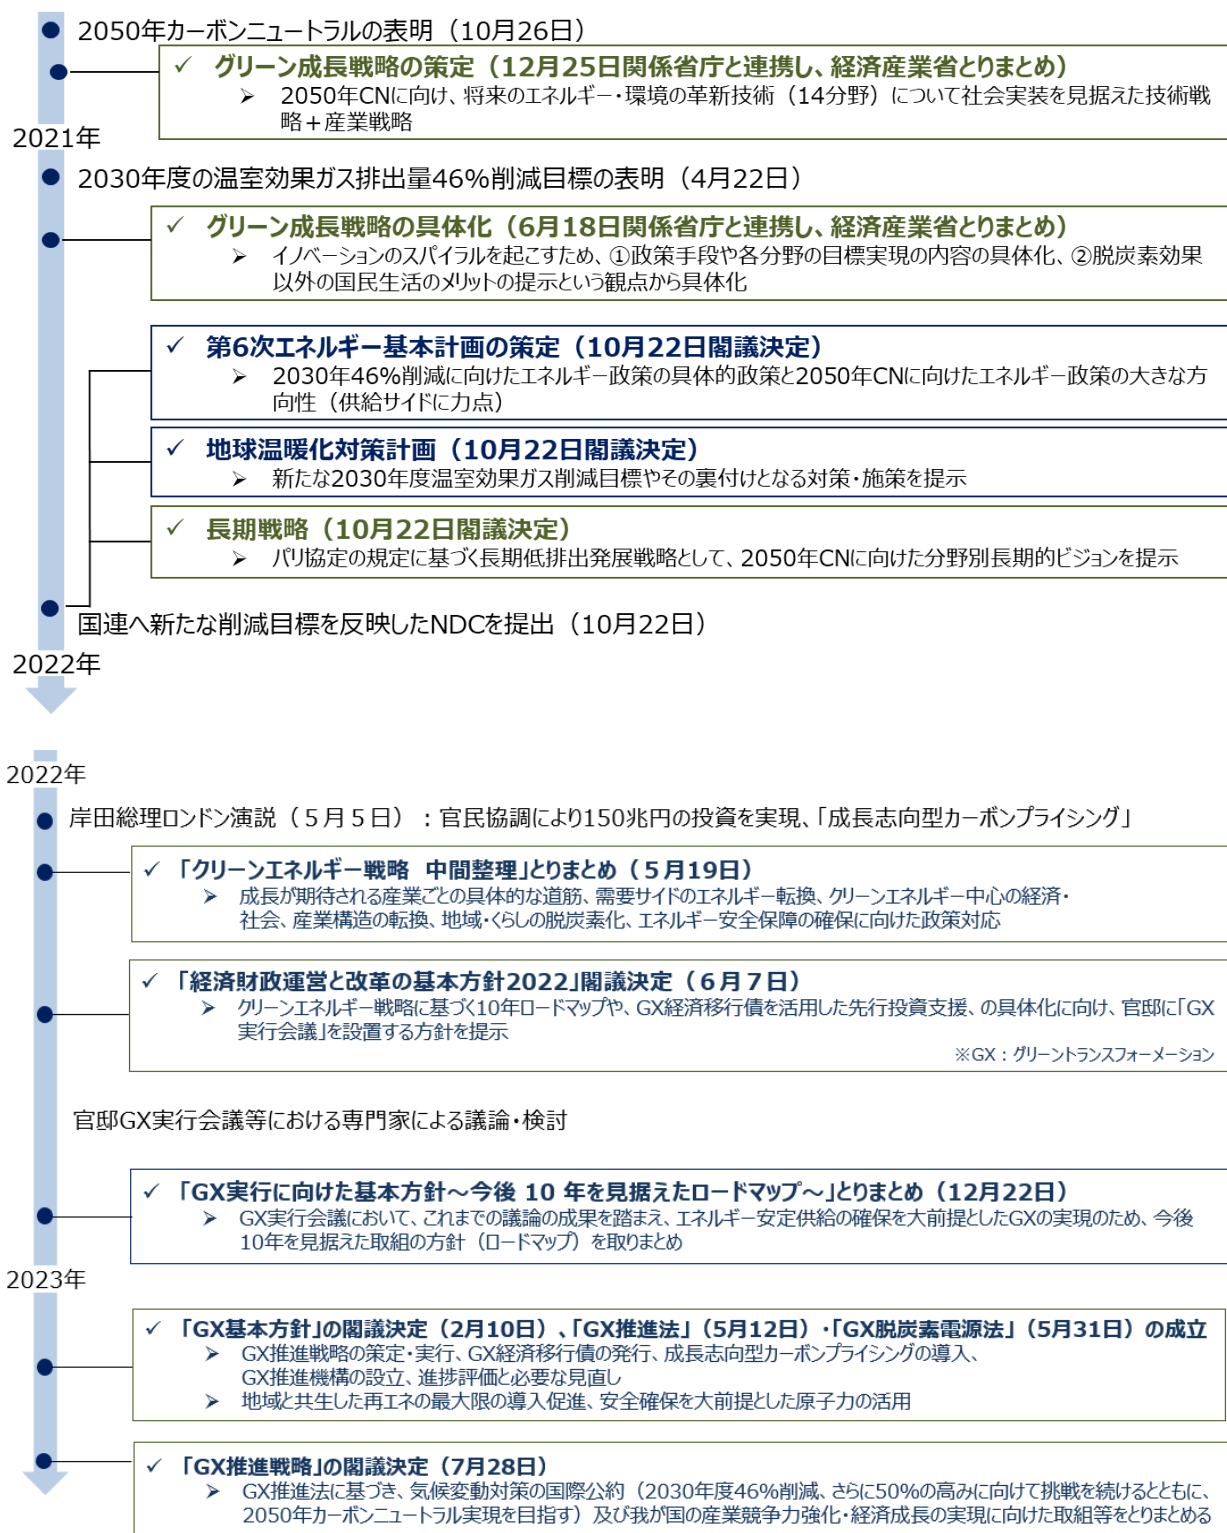 2050年カーボンニュートラルの表明（10月26日）
✓ グリーン成長戦略の策定（12月25日関係省庁と連携し、経済産業省とりまとめ）
➢ 2050年CNに向け、将来のエネルギー・環境の革新技術（14分野）について社会実装を見据えた技術戦
略＋産業戦略
2021年
2030年度の温室効果ガス排出量46%削減目標の表明（4月22日）
✓ グリーン成長戦略の具体化（6月18日関係省庁と連携し、経済産業省とりまとめ）
➢ イノベーションのスパイラルを起こすため、①政策手段や各分野の目標実現の内容の具体化、②脱炭素効果
以外の国民生活のメリットの提示という観点から具体化
✓ 第6次エネルギー基本計画の策定（10月22日閣議決定）
➢ 2030年46%削減に向けたエネルギー政策の具体的政策と2050年CNに向けたエネルギー政策の大きな方
向性（供給サイドに力点）
✓ 地球温暖化対策計画（10月22日閣議決定）
➢ 新たな2030年度温室効果ガス削減目標やその裏付けとなる対策・施策を提示
✓ 長期戦略（10月22日閣議決定）
➢ パリ協定の規定に基づく長期低排出発展戦略として、2050年CNに向けた分野別長期的ビジョンを提示
国連へ新たな削減目標を反映したNDCを提出（10月22日）
2022年
2022年
岸田総理ロンドン演説（５月５日）：官民協調により150兆円の投資を実現、「成長志向型カーボンプライシング」
✓ 「クリーンエネルギー戦略　中間整理」とりまとめ（５月19日）
➢ 成長が期待される産業ごとの具体的な道筋、需要サイドのエネルギー転換、クリーンエネルギー中心の経済・
社会、産業構造の転換、地域・くらしの脱炭素化、エネルギー安全保障の確保に向けた政策対応
✓ 「経済財政運営と改革の基本方針2022」閣議決定（６月７日）
➢ クリーンエネルギー戦略に基づく10年ロードマップや、GX経済移行債を活用した先行投資支援、の具体化に向け、官邸に「GX
実行会議」を設置する方針を提示
※GX：グリーントランスフォーメーション
官邸GX実行会議等における専門家による議論・検討
✓ 「GX実行に向けた基本方針～今後 10 年を見据えたロードマップ～」とりまとめ（12月22日）
➢ GX実行会議において、これまでの議論の成果を踏まえ、エネルギー安定供給の確保を大前提としたGXの実現のため、今後
10年を見据えた取組の方針（ロードマップ）を取りまとめ
2023年
✓ 「GX基本方針」の閣議決定（2月10日）、「GX推進法」（5月12日）・「GX脱炭素電源法」（5月31日）の成立
➢ GX推進戦略の策定・実行、GX経済移行債の発行、成長志向型カーボンプライシングの導入、
GX推進機構の設立、進捗評価と必要な見直し
➢ 地域と共生した再エネの最大限の導入促進、安全確保を大前提とした原子力の活用
✓ 「GX推進戦略」の閣議決定（7月28日）
➢ GX推進法に基づき、気候変動対策の国際公約（2030年度46%削減、さらに50%の高みに向けて挑戦を続けるとともに、
2050年カーボンニュートラル実現を目指す）及び我が国の産業競争力強化・経済成長の実現に向けた取組等をとりまとめる